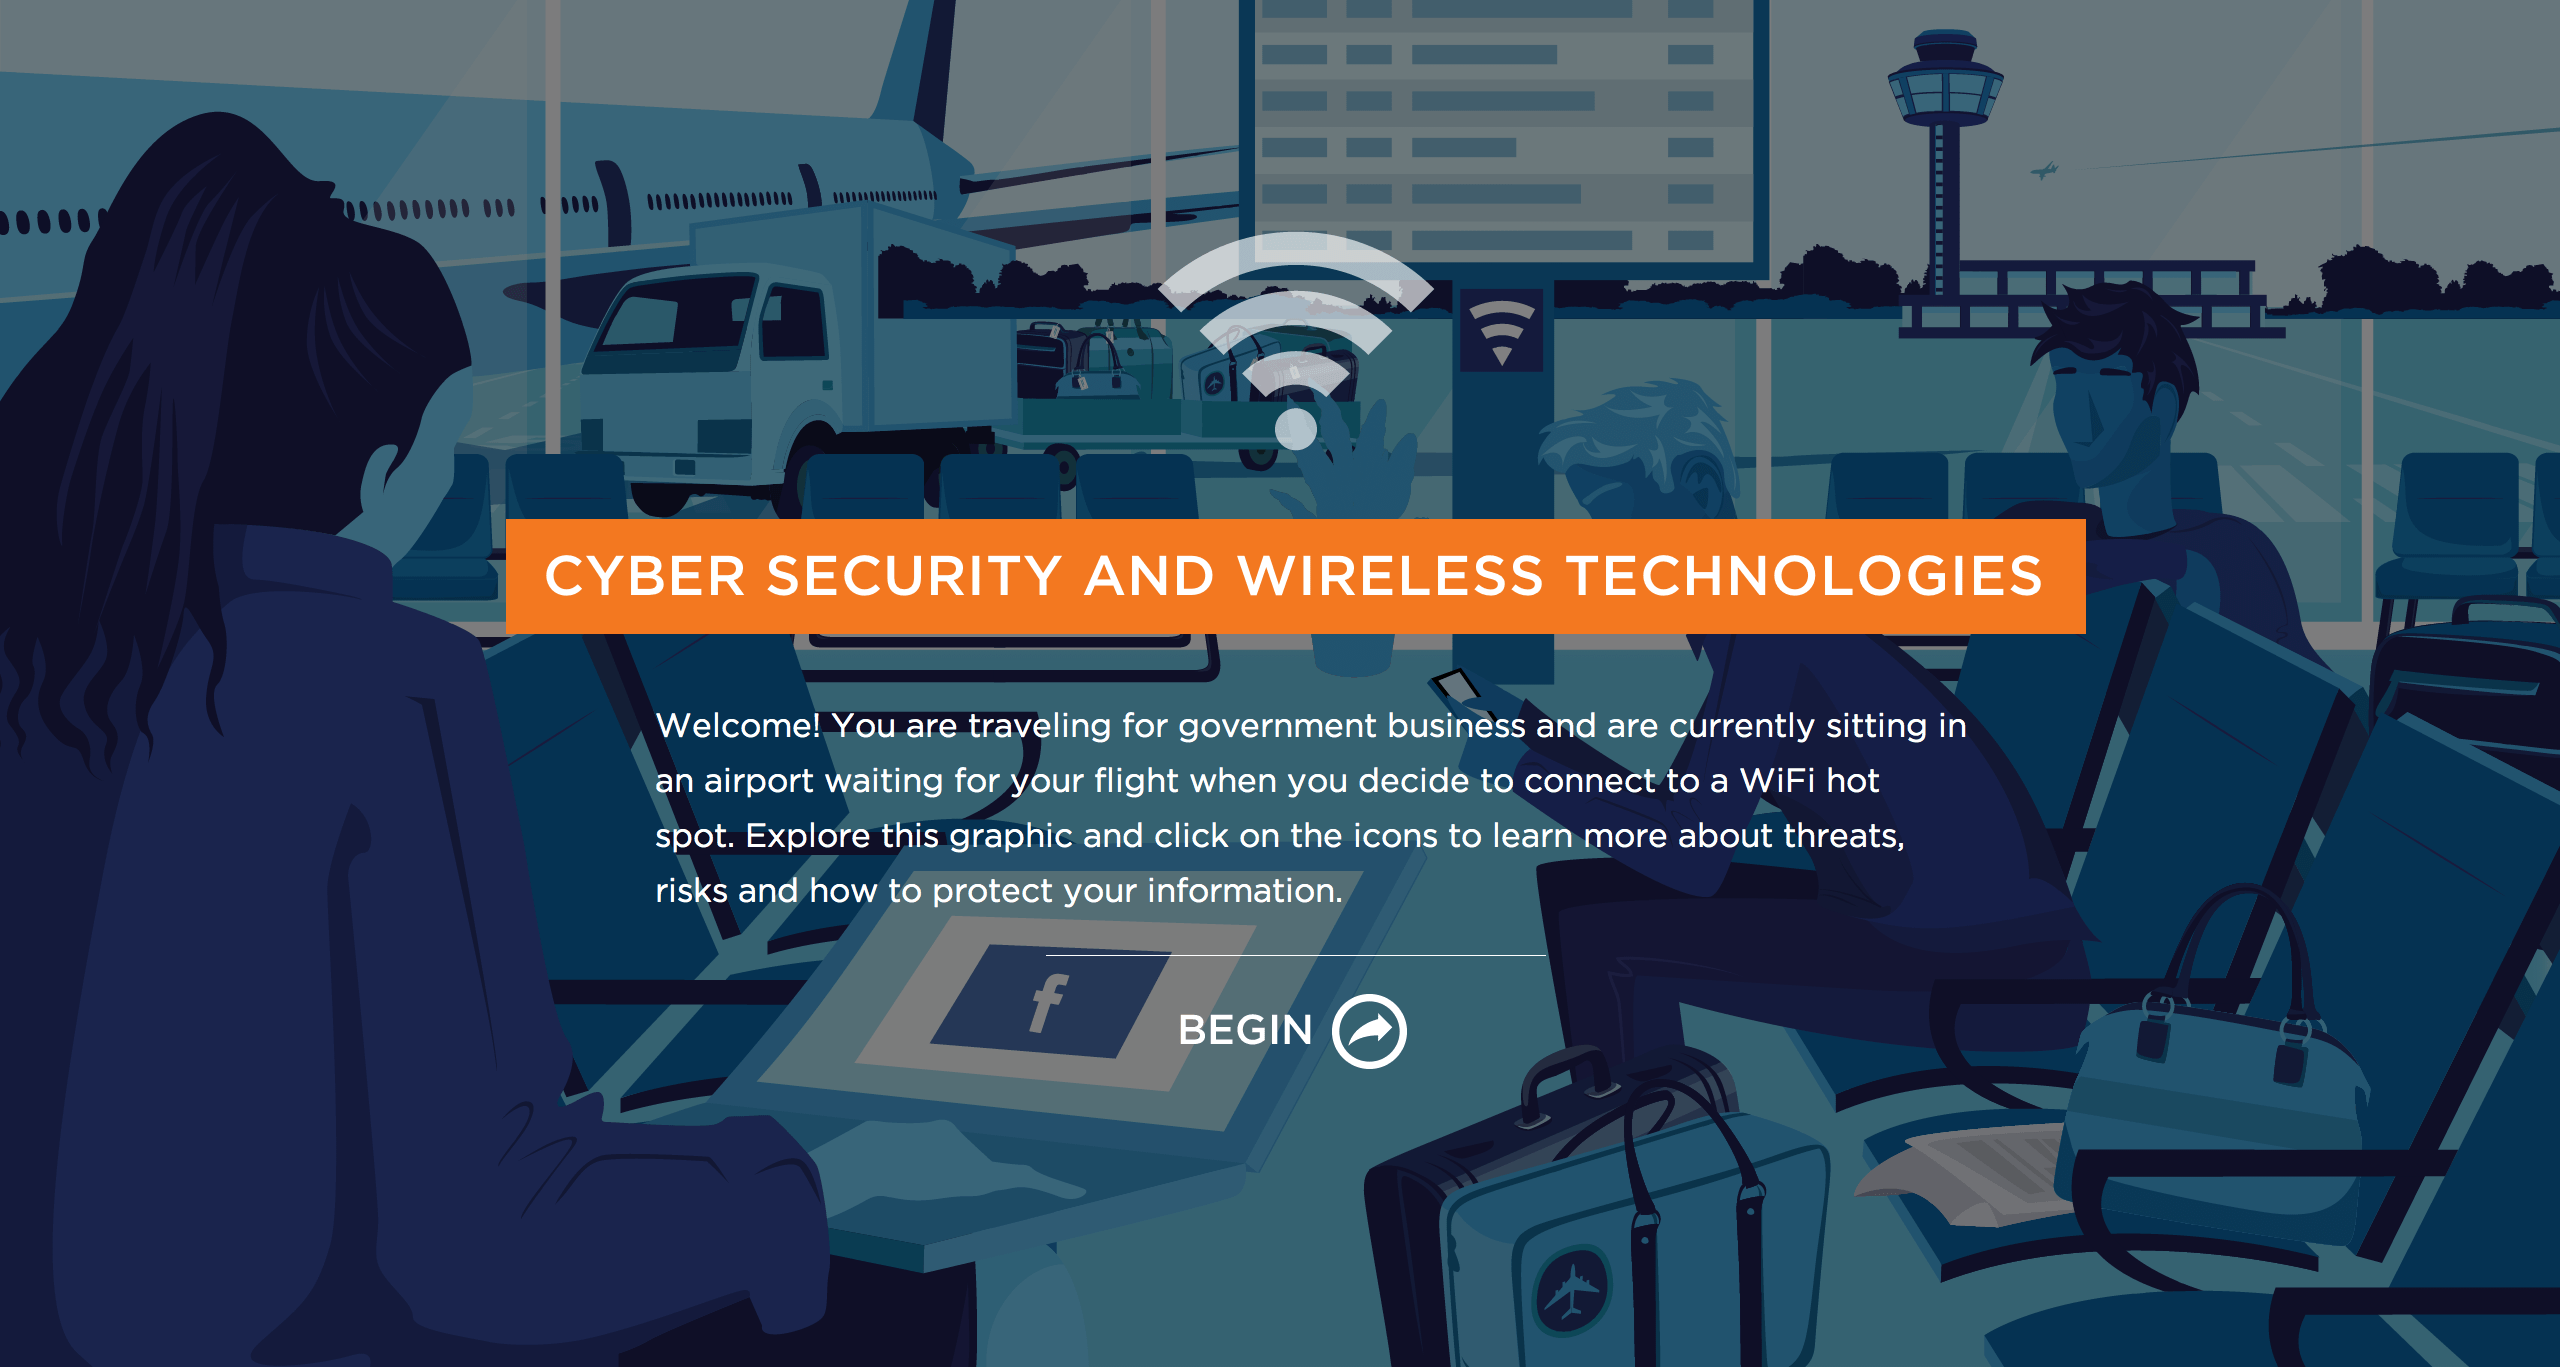 CYBER SECURITY AND WIRELESS TECHNOLOGIES
Welcome! You are traveling for government business and are currently sitting in
an airport waiting for your flight when you decide to connect to a WiFi hot
spot. Explore this graphic and click on the icons to learn more about threats,
risks and how to protect your information.
f
BEGIN